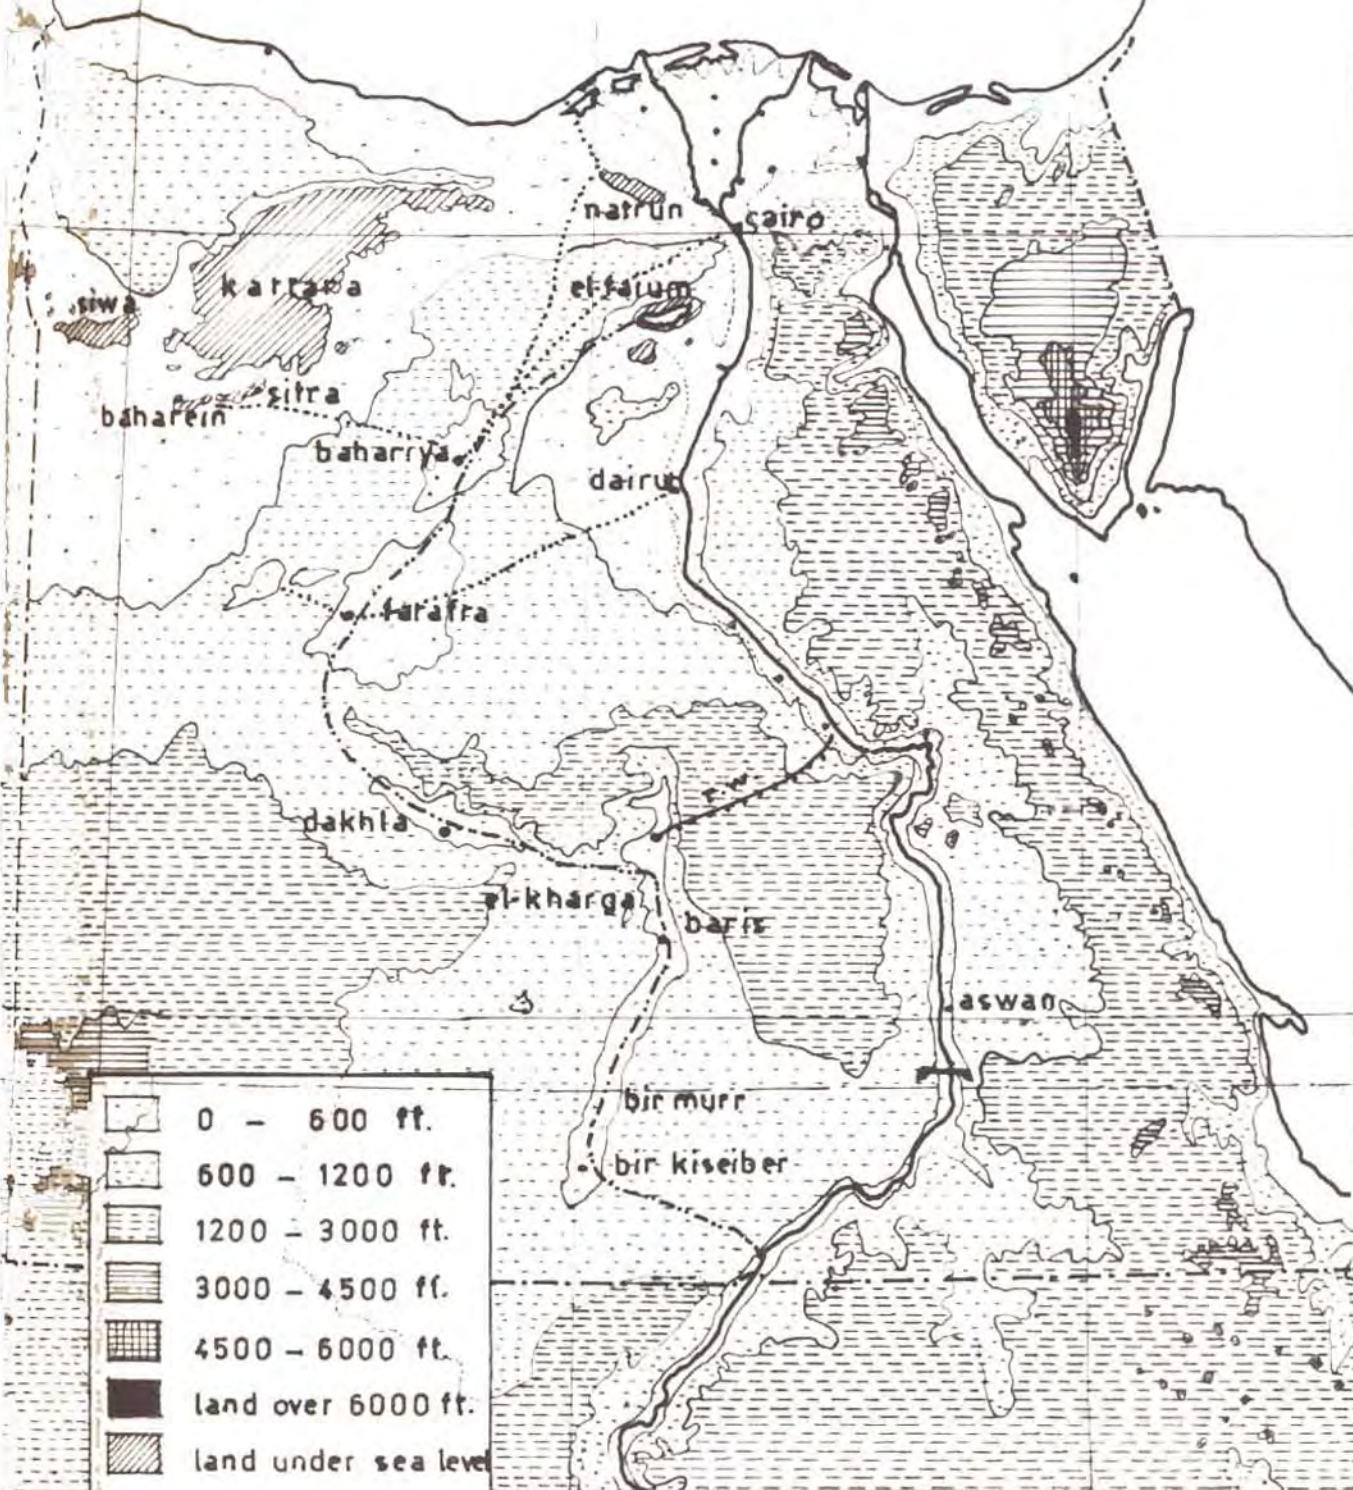 natrun
cairo
el-faium
kattara
siwa
sitra
baharein
baharrya
dairut
farafra
r.w.
dakhla
el-kharga
baris
aswan
bir murr
bir kiseiber
0 – 600 ft.
600 – 1200 ft.
1200 – 3000 ft.
3000 – 4500 ft.
4500 – 6000 ft.
land over 6000 ft.
land under sea level